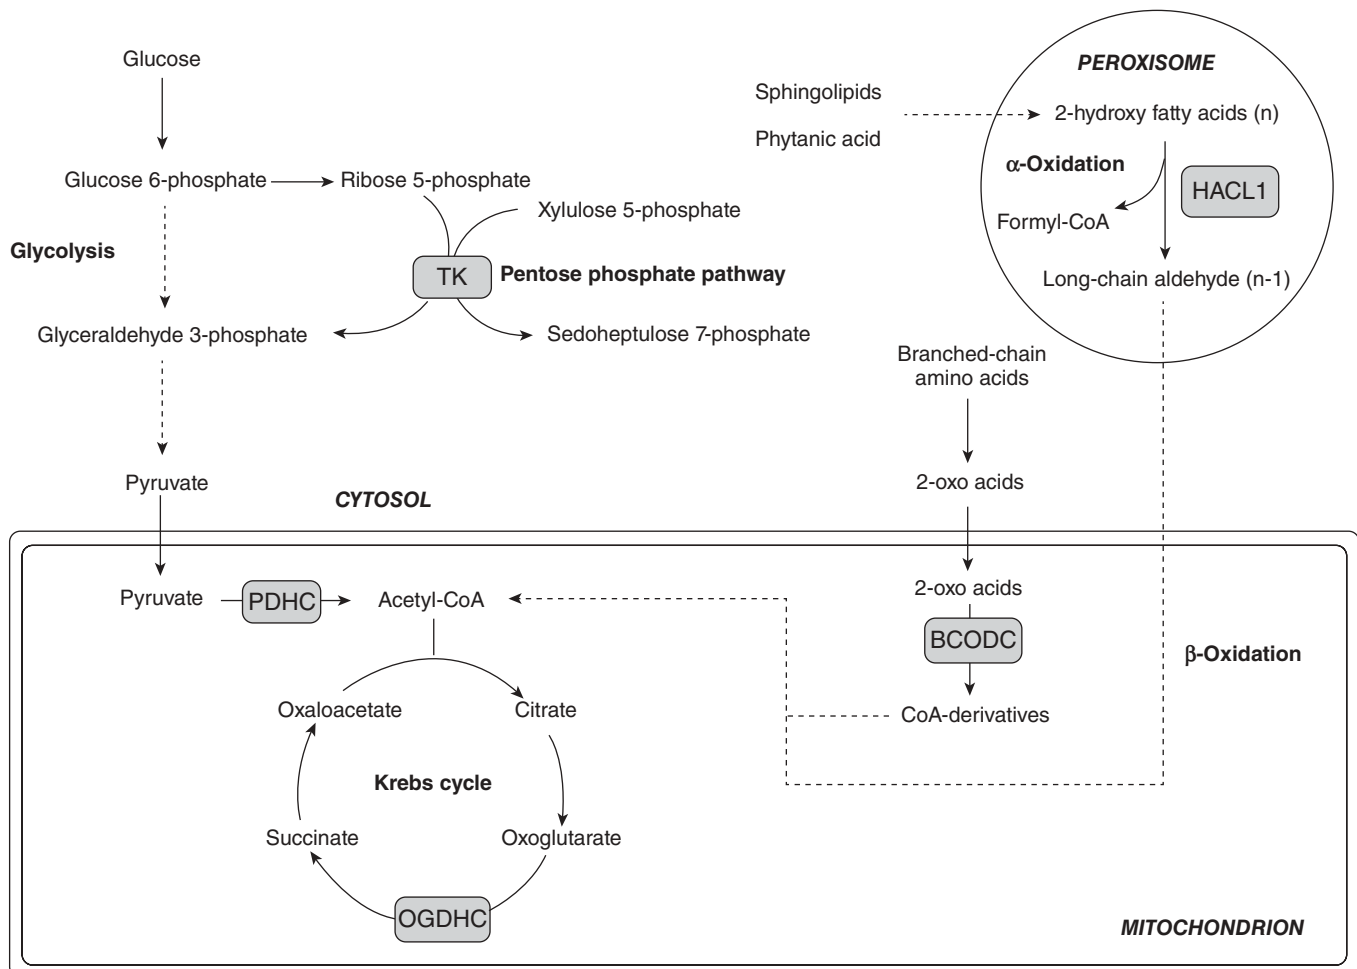 Glucose
PEROXISOME
Sphingolipids
2-hydroxy fatty acids (n)
Phytanic acid
α-Oxidation
Glucose 6-phosphate
Ribose 5-phosphate
HACL1
Xylulose 5-phosphate
Formyl-CoA
Glycolysis
TK
Pentose phosphate pathway
Long-chain aldehyde (n-1)
Glyceraldehyde 3-phosphate
Sedoheptulose 7-phosphate
Branched-chain
amino acids
Pyruvate
2-oxo acids
CYTOSOL
Pyruvate
PDHC
Acetyl-CoA
2-oxo acids
BCODC
β-Oxidation
Oxaloacetate
Citrate
CoA-derivatives
Krebs cycle
Succinate
Oxoglutarate
OGDHC
MITOCHONDRION